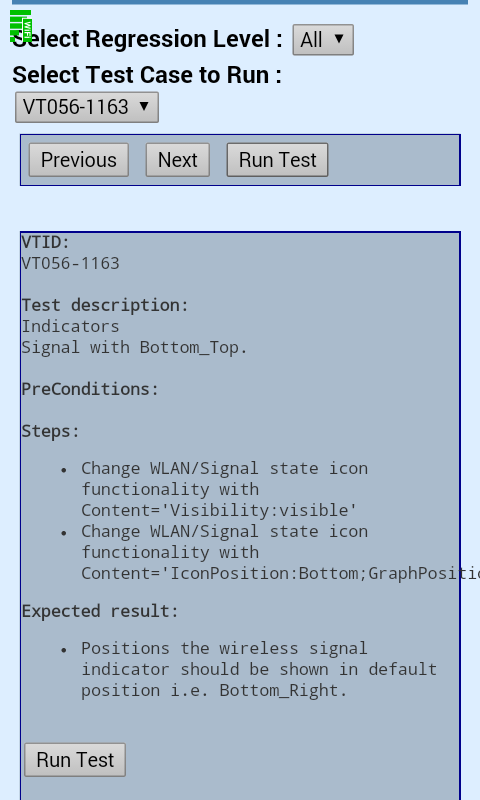 Select Regression Level : All ▼
Select Test Case to Run :
VT056-1163 ▼
Previous Next Run Test
VTID:
VT056-1163
Test description:
Indicators
Signal with Bottom_Top.
PreConditions:
Steps:
• Change WLAN/Signal state icon
functionality with
Content='Visibility:visible'
• Change WLAN/Signal state icon
functionality with
Content='IconPosition:Bottom;GraphPositio
Expected result:
• Positions the wireless signal
indicator should be shown in default
position i.e. Bottom_Right.
Run Test